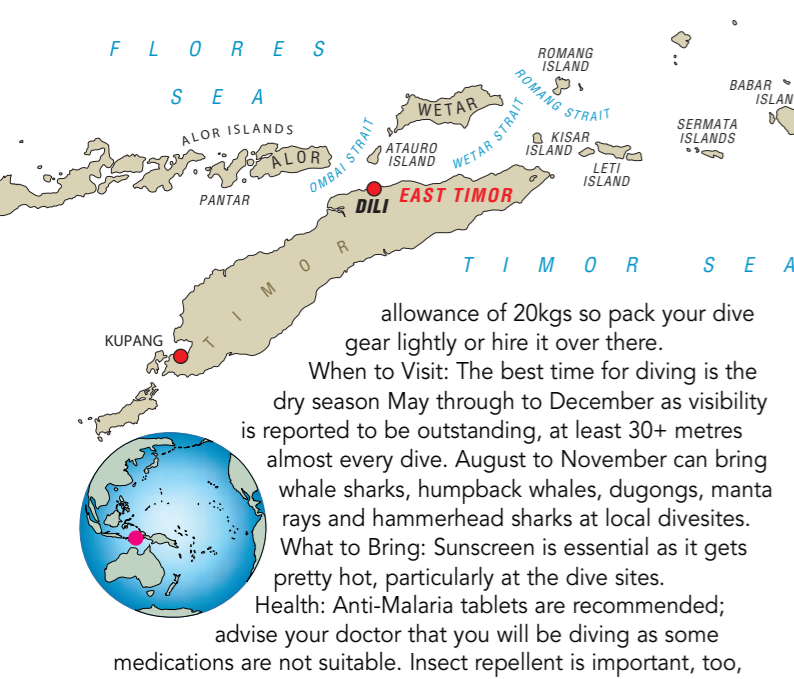 FLORES
SEA
ROMANG
ISLAND
ROMANG STRAIT
BABAR
ISLAN
WETAR
ALOR ISLANDS
ALOR
OMBAI STRAIT
ATAURO
ISLAND
WETAR STRAIT
KISAR
ISLAND
SERMATA
ISLANDS
LETI
ISLAND
PANTAR
DILI
EAST TIMOR
TIMOR
TIMOR SEA
KUPANG
allowance of 20kgs so pack your dive
gear lightly or hire it over there.
When to Visit: The best time for diving is the
dry season May through to December as visibility
is reported to be outstanding, at least 30+ metres
almost every dive. August to November can bring
whale sharks, humpback whales, dugongs, manta
rays and hammerhead sharks at local divesites.
What to Bring: Sunscreen is essential as it gets
pretty hot, particularly at the dive sites.
Health: Anti-Malaria tablets are recommended;
advise your doctor that you will be diving as some
medications are not suitable. Insect repellent is important, too,